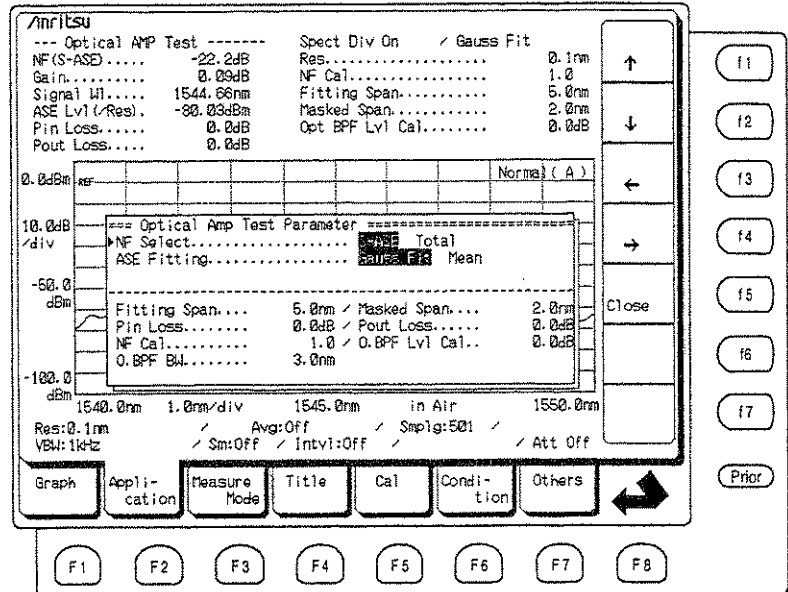 /Inritsu
--- Optical AMP Test ------- Spect Div On / Gauss Fit
NF(S-ASE)..... -22.2dB Res................... 0.1nm
Gain.......... 0.09dB NF Cal................ 1.0
Signal Wl..... 1544.66nm Fitting Span........... 5.0nm
ASE Lvl(/Res). -80.03dBm Masked Span............ 2.0nm
Pin Loss...... 0.0dB Opt BPF Lvl Cal........ 0.0dB
Pout Loss..... 0.0dB
Normal ( A )
0.0dBm REF
10.0dB
/div
-60.0
dBm
-100.0
dBm
=== Optical Amp Test Parameter ========================
▶NF Select................... S-ASE Total
ASE Fitting.................. Gauss Fit Mean
Fitting Span.... 5.0nm / Masked Span.... 2.0nm
Pin Loss........ 0.0dB / Pout Loss...... 0.0dB
NF Cal.......... 1.0 / O.BPF Lvl Cal.. 0.0dB
O.BPF BW........ 3.0nm
1540.0nm 1.0nm/div 1545.0nm in Air 1550.0nm
Res:0.1nm / Avg:Off / Smplg:501 /
VBW:1kHz / Sm:Off / Intvl:Off / / Att Off
↑
↓
←
→
Close
Graph
Appli-
cation
Measure
Mode
Title
Cal
Condi-
tion
Others
f1
f2
f3
f4
f5
f6
f7
Prior
F1 F2 F3 F4 F5 F6 F7 F8